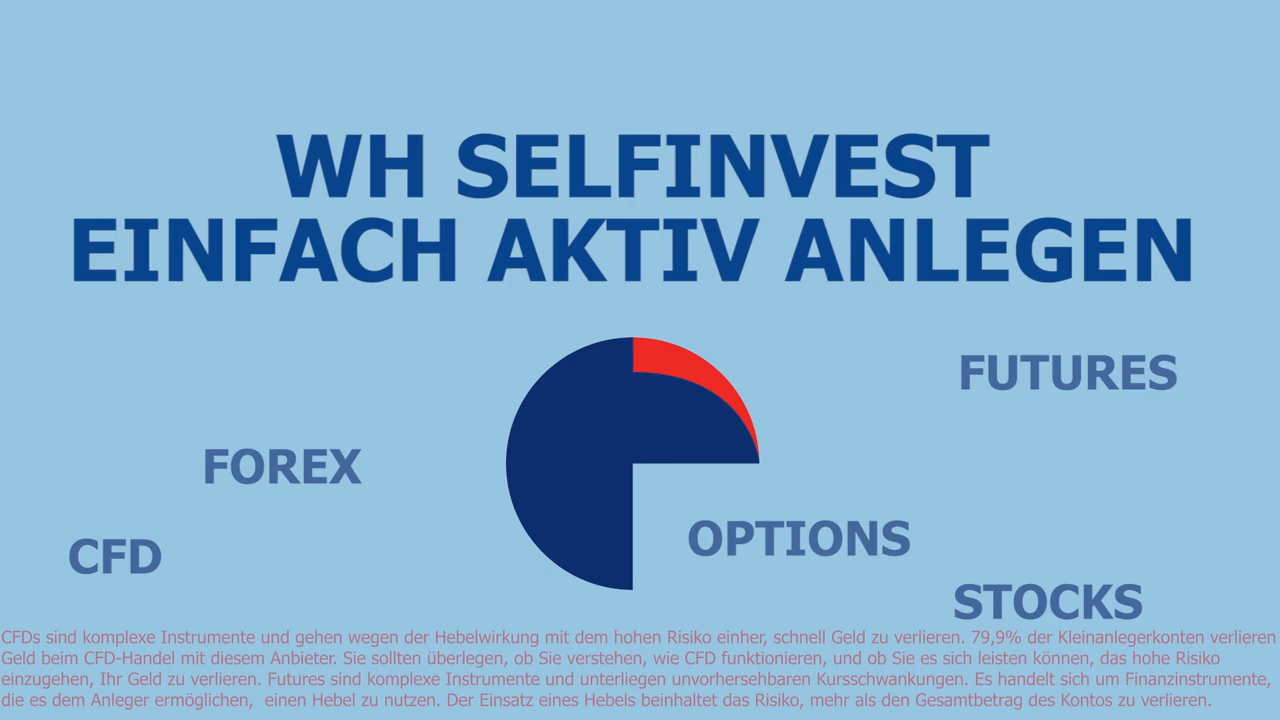 WH SELFINVEST
EINFACH AKTIV ANLEGEN
FUTURES
FOREX
OPTIONS
CFD
STOCKS
CFDs sind komplexe Instrumente und gehen wegen der Hebelwirkung mit dem hohen Risiko einher, schnell Geld zu verlieren. 79,9% der Kleinanlegerkonten verlieren
Geld beim CFD-Handel mit diesem Anbieter. Sie sollten überlegen, ob Sie verstehen, wie CFD funktionieren, und ob Sie es sich leisten können, das hohe Risiko
einzugehen, Ihr Geld zu verlieren. Futures sind komplexe Instrumente und unterliegen unvorhersehbaren Kursschwankungen. Es handelt sich um Finanzinstrumente,
die es dem Anleger ermöglichen,  einen Hebel zu nutzen. Der Einsatz eines Hebels beinhaltet das Risiko, mehr als den Gesamtbetrag des Kontos zu verlieren.